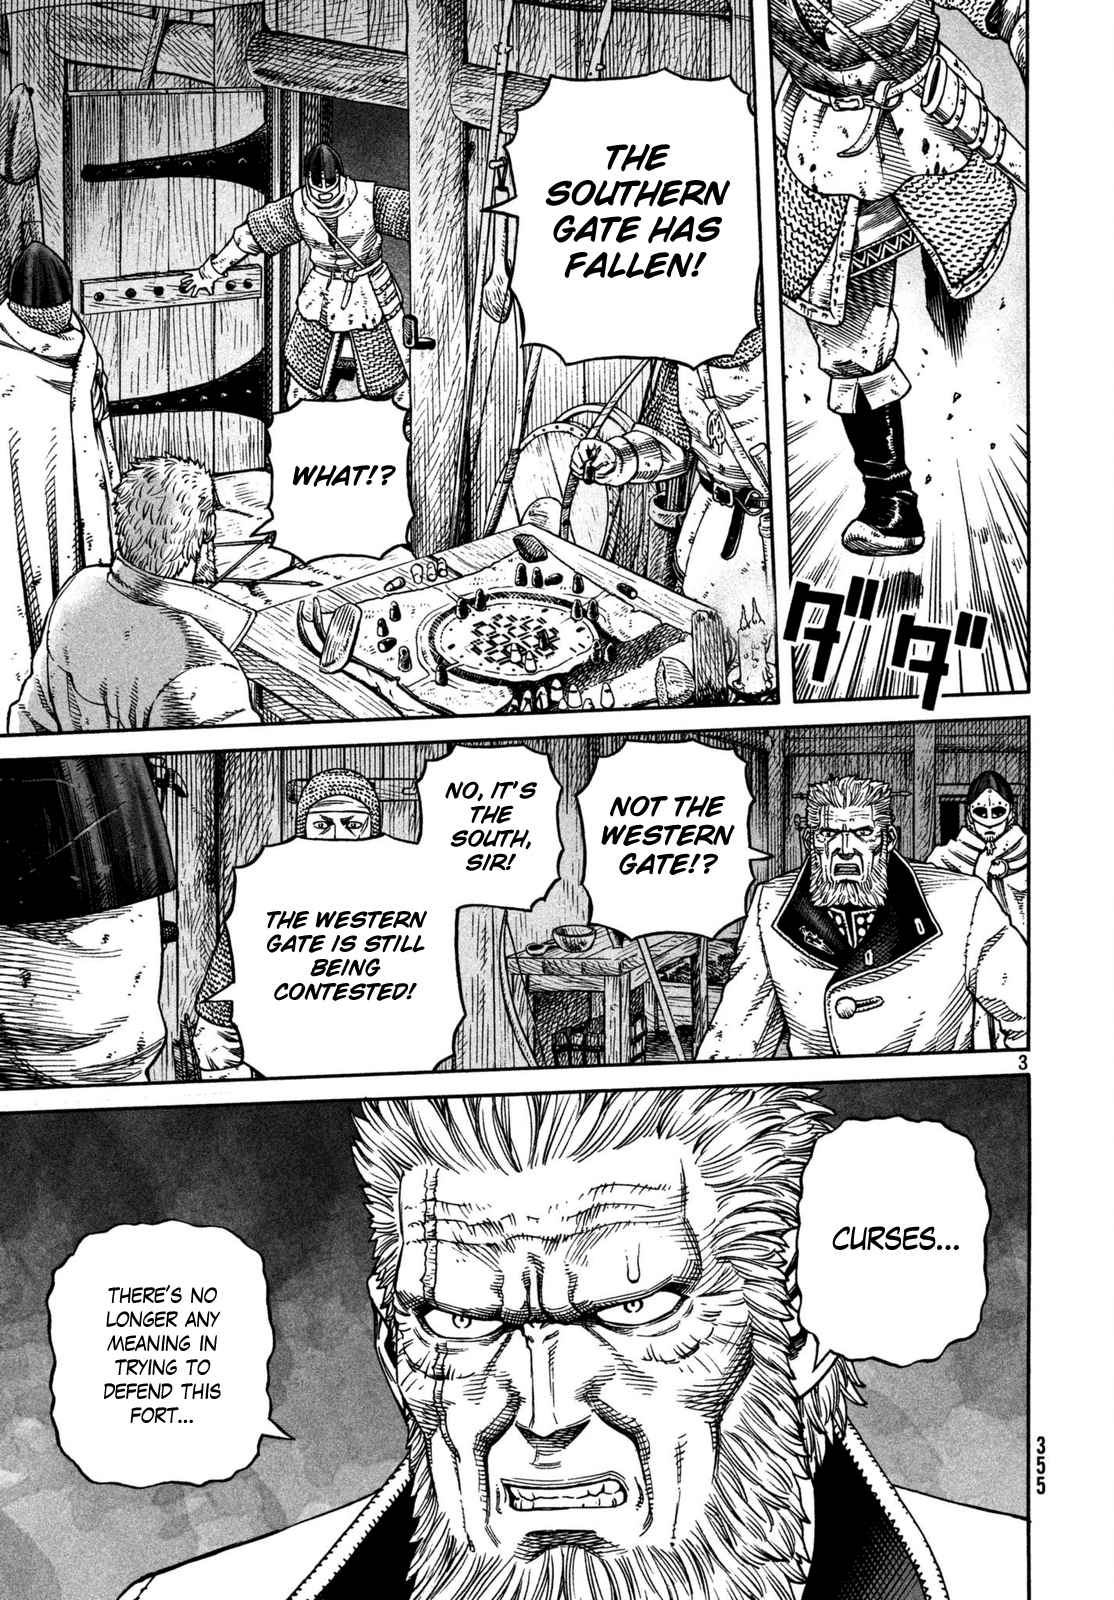 ダダ
THE
SOUTHERN
GATE HAS
FALLEN!
WHAT!?
NOT THE
WESTERN
GATE!?
NO, IT'S
THE
SOUTH,
SIR!
THE WESTERN
GATE IS STILL
BEING
CONTESTED!
3
CURSES...
THERE'S NO
LONGER ANY
MEANING IN
TRYING TO
DEFEND THIS
FORT...
355